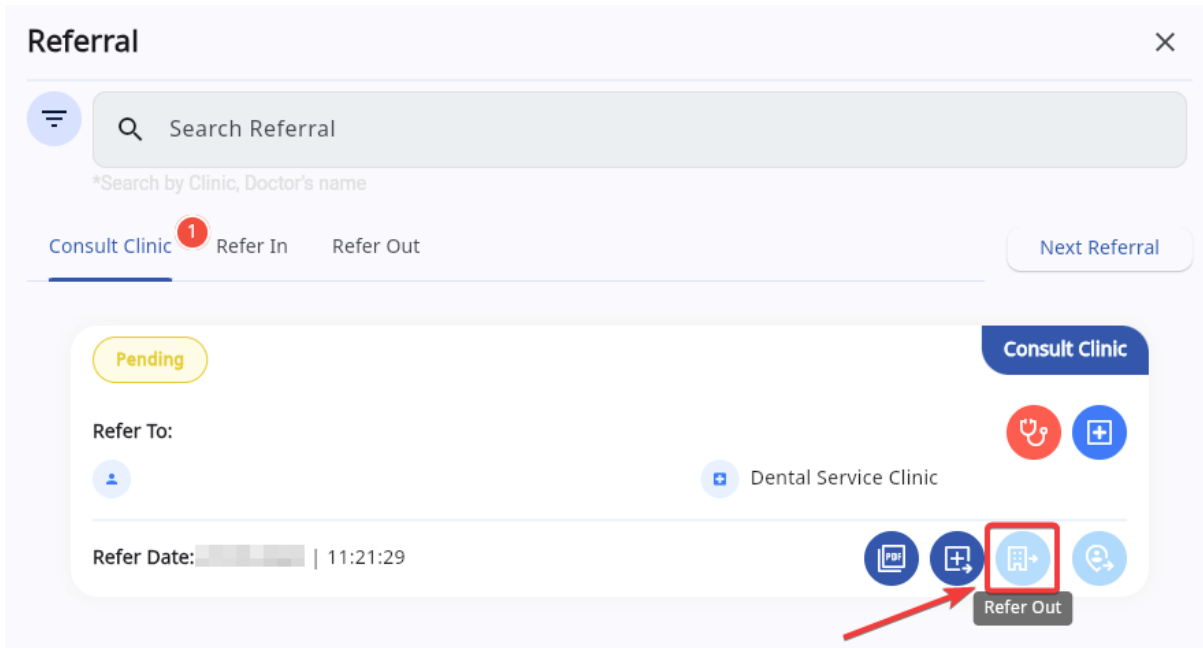 Referral
Search Referral
*Search by Clinic, Doctor's name
Consult Clinic 1 Refer In Refer Out Next Referral
Pending Consult Clinic
Refer To:
Dental Service Clinic
Refer Date: | 11:21:29
PDF
Refer Out